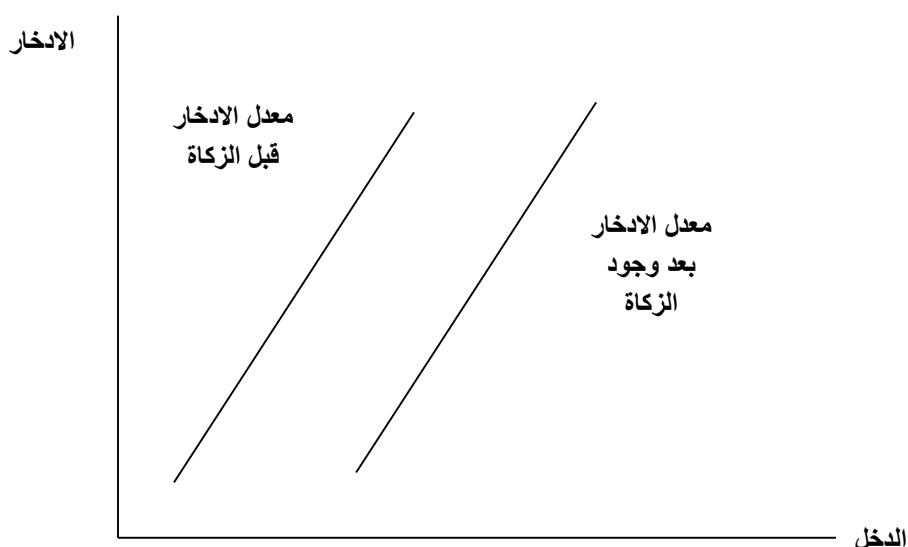 الادخار
معدل الادخار
قبل الزكاة
معدل الادخار
بعد وجود
الزكاة
الدخل